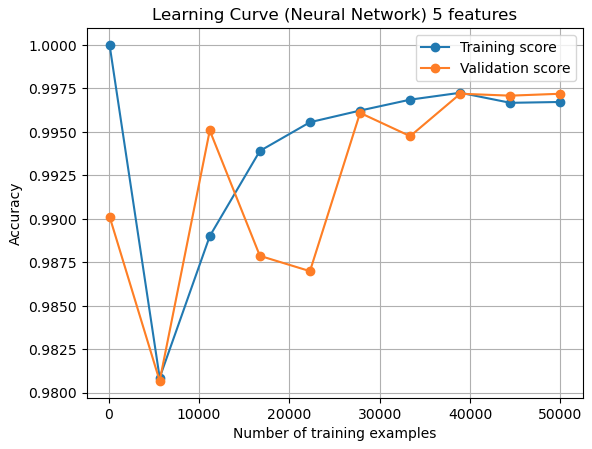 Learning Curve (Neural Network) 5 features
Training score
Validation score
1.0000
0.9975
0.9950
0.9925
0.9900
0.9875
0.9850
0.9825
0.9800
Accuracy
0 10000 20000 30000 40000 50000
Number of training examples